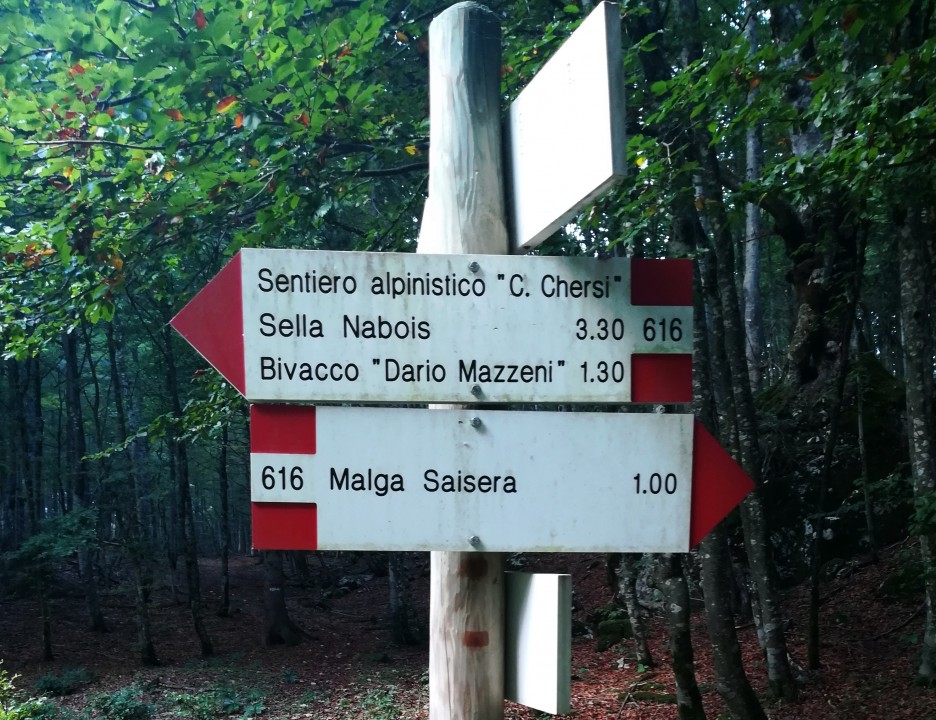 Sentiero alpinistico "C. Chersi"
Sella Nabois 3.30 616
Bivacco "Dario Mazzeni" 1.30
616 Malga Saisera 1.00